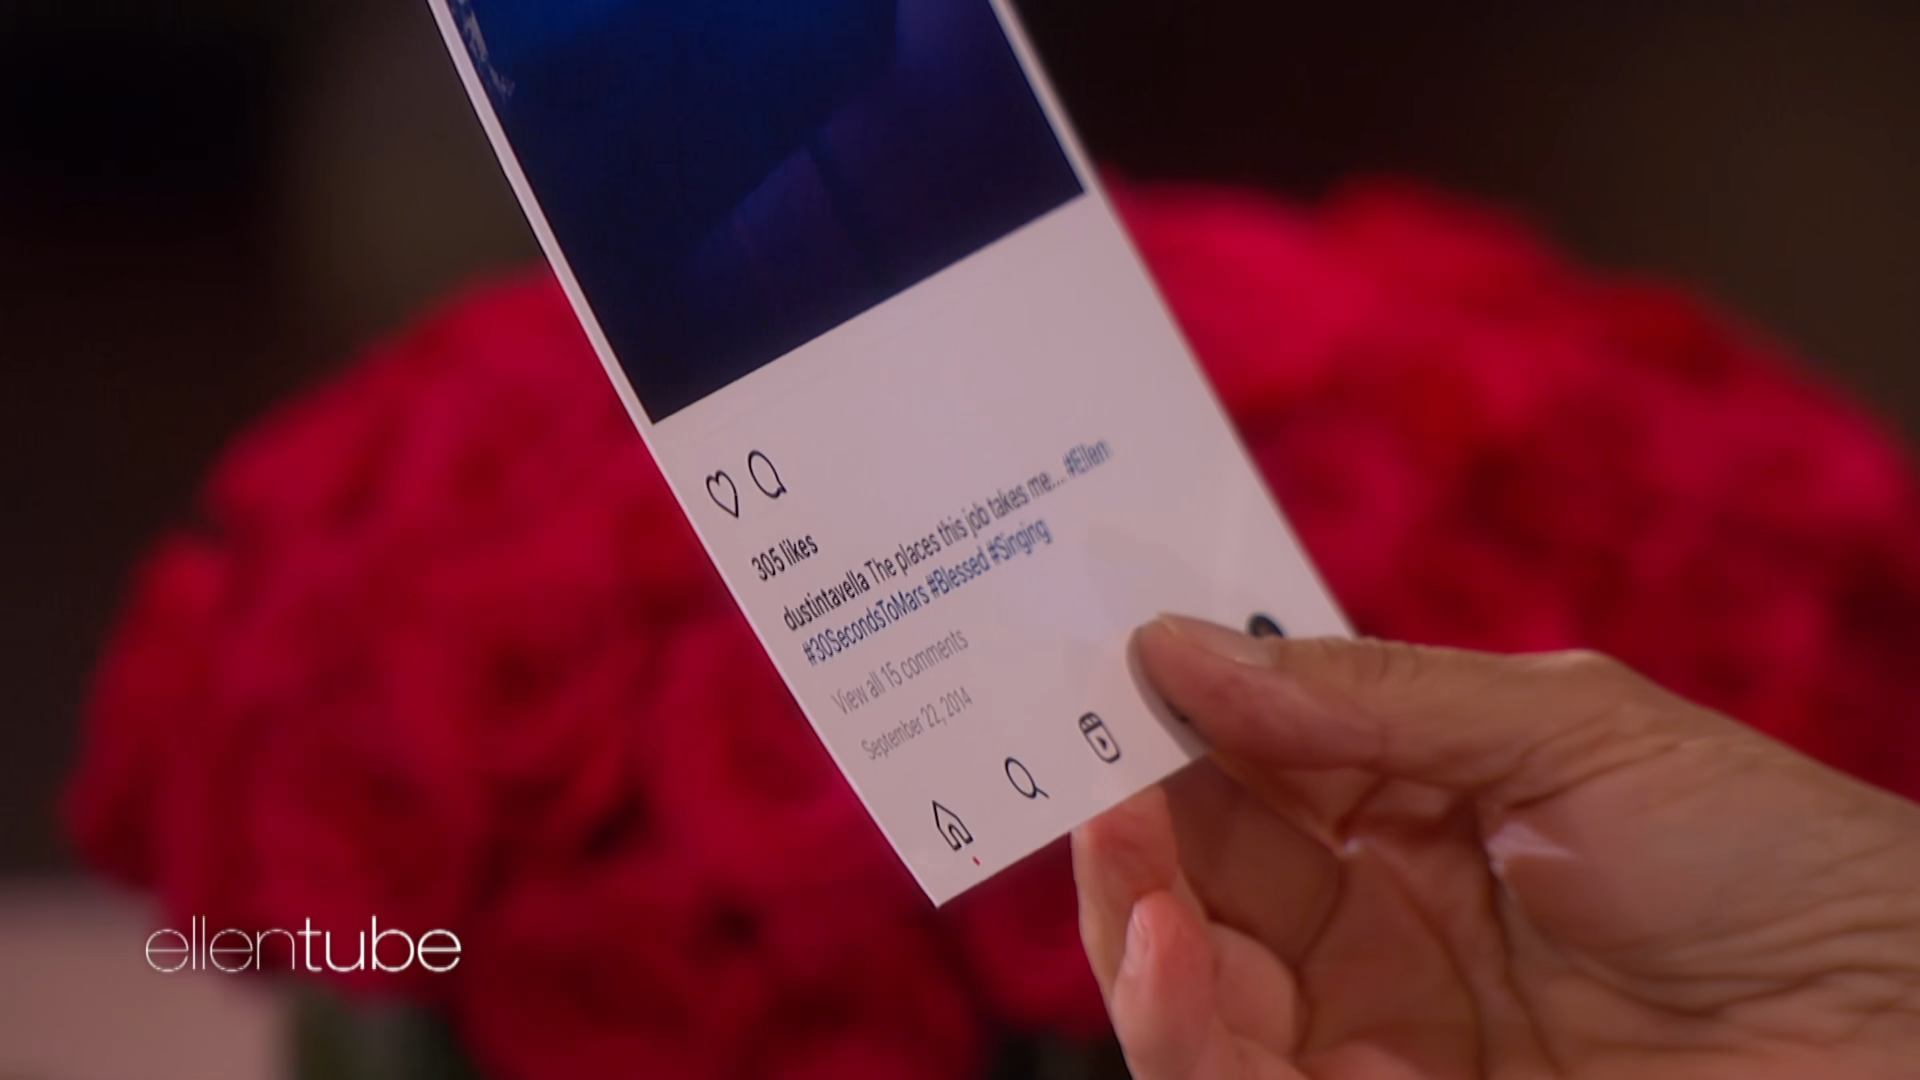 305 likes
dustintavella The places this job takes me... #Ellen
#30SecondsToMars #Blessed #Singing
View all 15 comments
September 22, 2014
ellentube